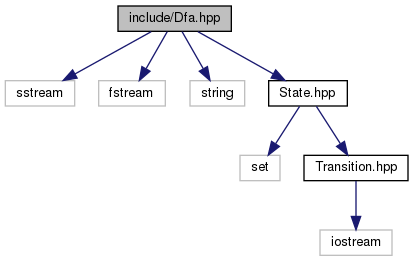 include/Dfa.hpp
sstream
fstream
string
State.hpp
set
Transition.hpp
iostream